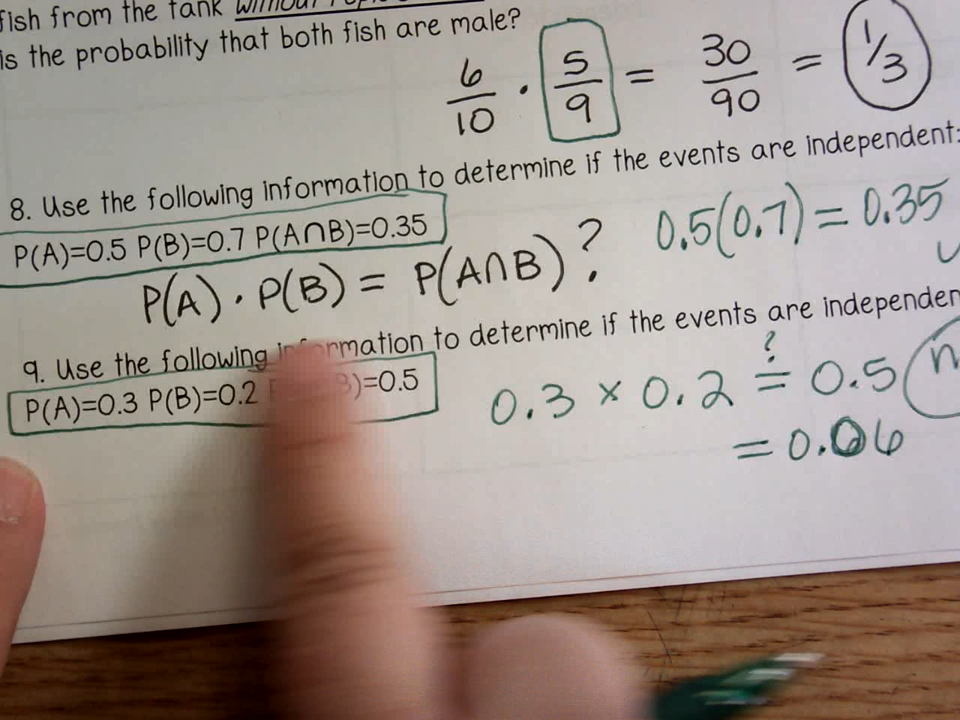 fish from the tank
is the probability that both fish are male?
6/10 · 5/9 = 30/90 = 1/3
8. Use the following information to determine if the events are independent:
P(A)=0.5 P(B)=0.7 P(A∩B)=0.35
0.5(0.7) = 0.35
P(A) · P(B) = P(A∩B) ?
9. Use the following information to determine if the events are
P(A)=0.3 P(B)=0.2 B)=0.5
0.3 × 0.2 ≟ 0.5
= 0.06